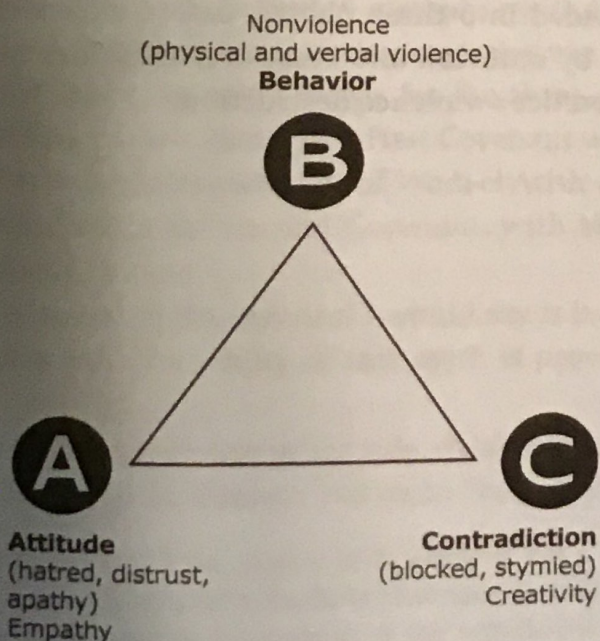 Nonviolence
(physical and verbal violence)
Behavior
B
A
C
Attitude
(hatred, distrust,
apathy)
Empathy
Contradiction
(blocked, stymied)
Creativity